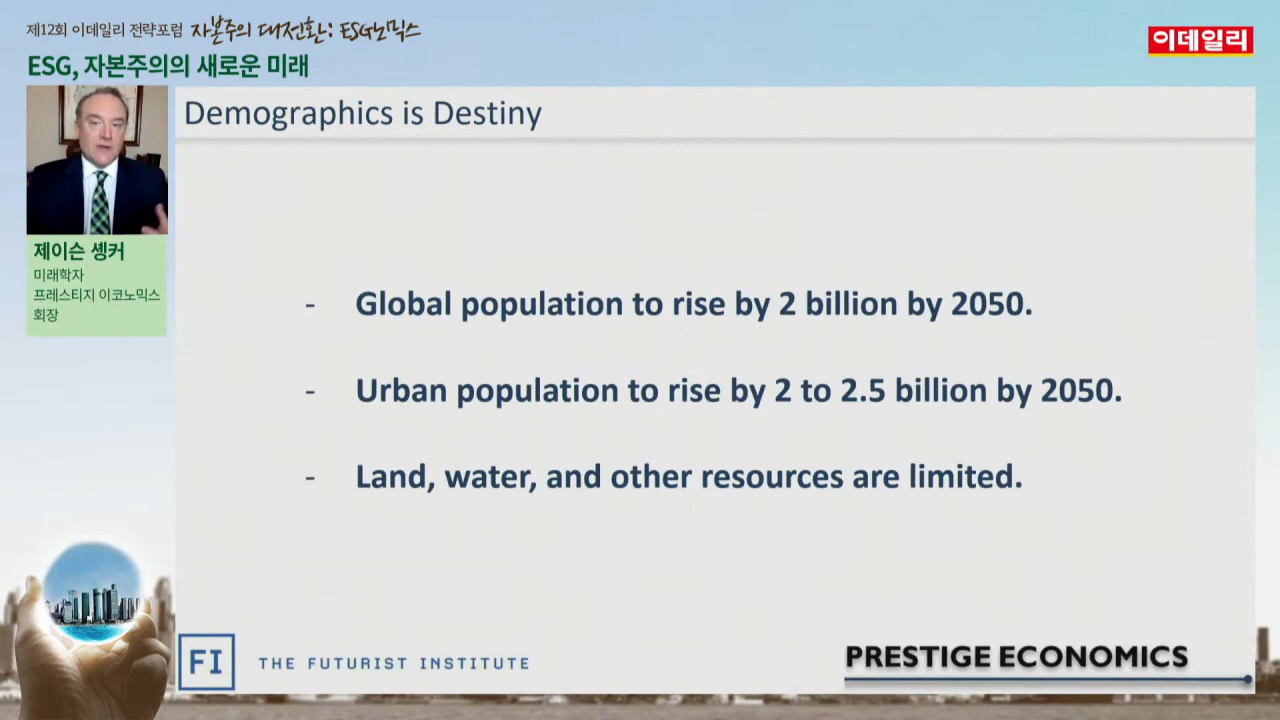 제12회 이데일리 전략포럼 자본주의 대전환: ESG노믹스
이데일리
ESG, 자본주의의 새로운 미래
Demographics is Destiny
제이슨 솅커
미래학자
프레스티지 이코노믹스
회장
- Global population to rise by 2 billion by 2050.
- Urban population to rise by 2 to 2.5 billion by 2050.
- Land, water, and other resources are limited.
FI THE FUTURIST INSTITUTE
PRESTIGE ECONOMICS